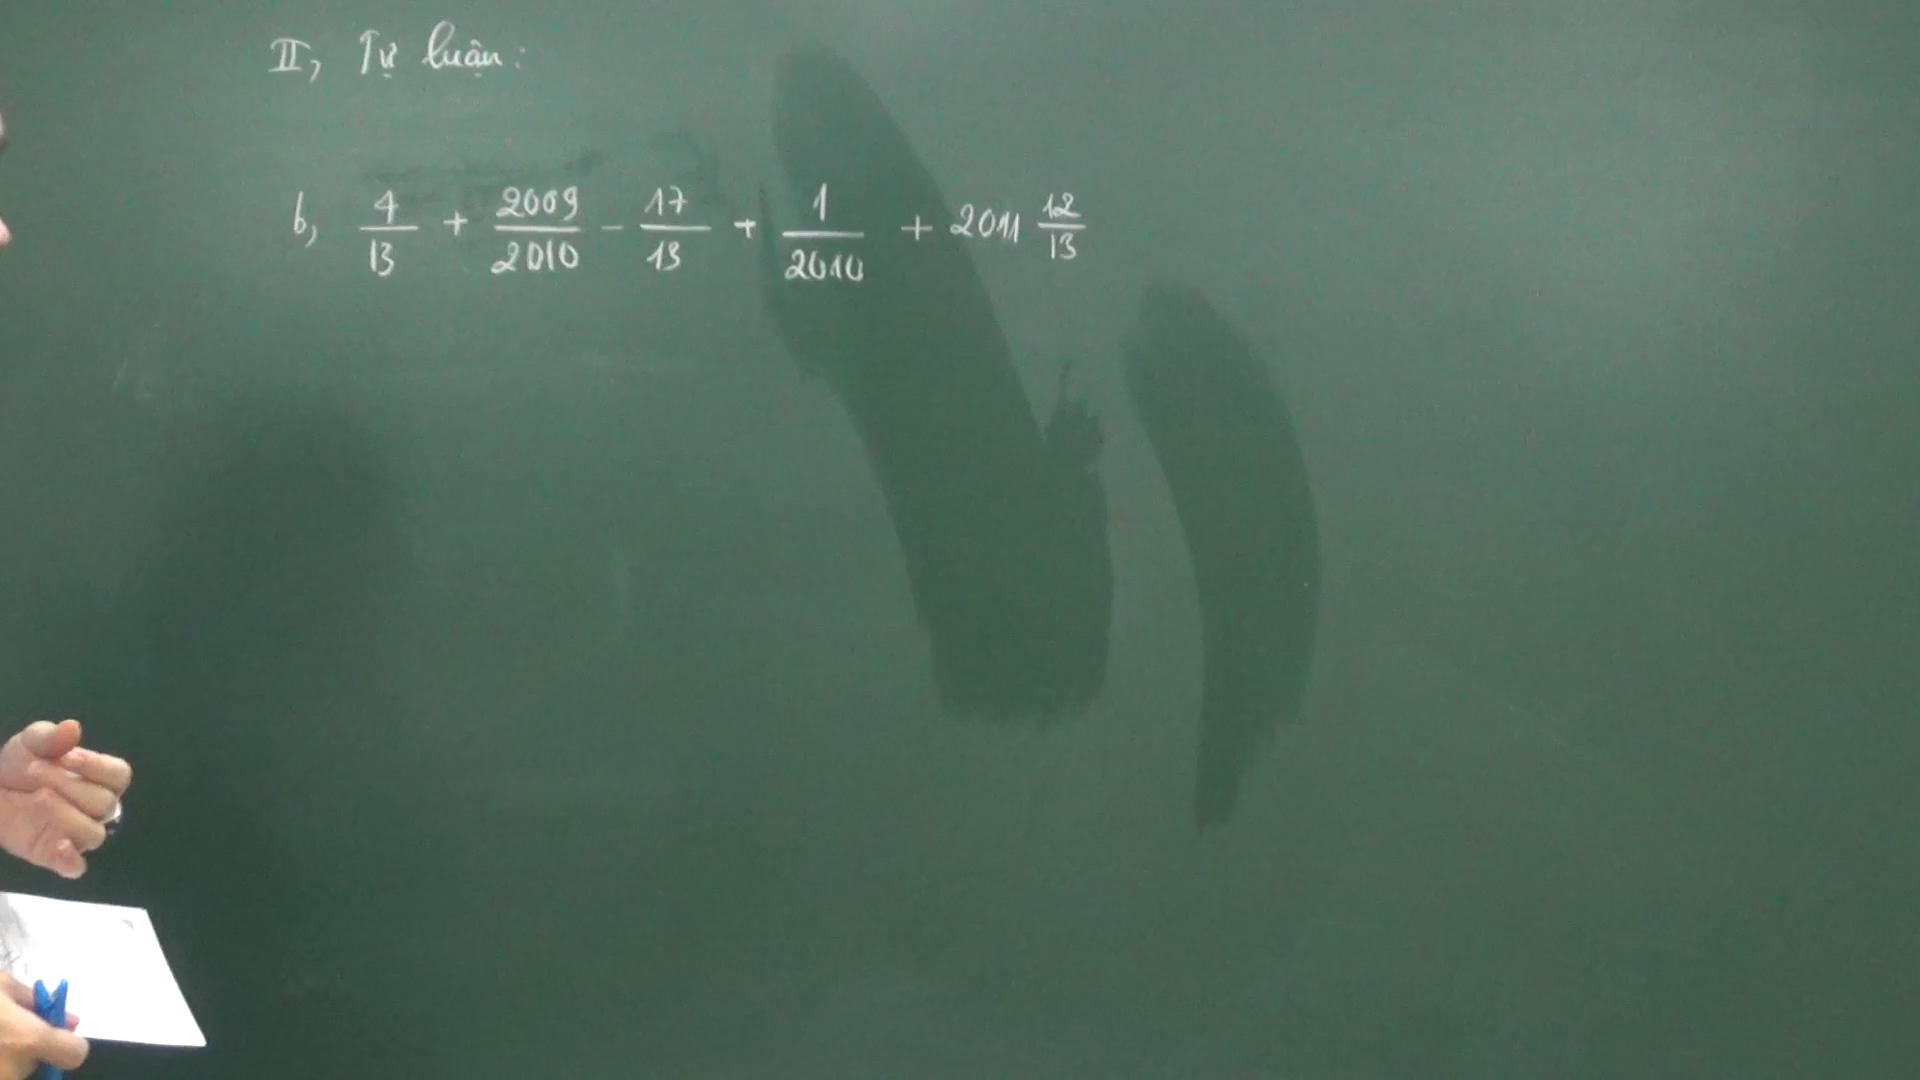 II, Tự luận:
b, 4/13 + 2009/2010 - 17/13 + 1/2010 + 2011 12/13